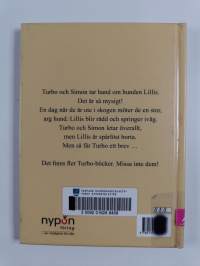 Turbo och Simon tar hand om hunden Lillis.
Det är så mysigt!
En dag när de är ute i skogen möter de en stor,
arg hund. Lillis blir rädd och springer iväg.
Turbo och Simon letar överallt,
men Lillis är spårlöst borta.
Men så får Turbo ett brev …
Det finns fler Turbo-böcker. Missa inte dem!
nypon
förlag